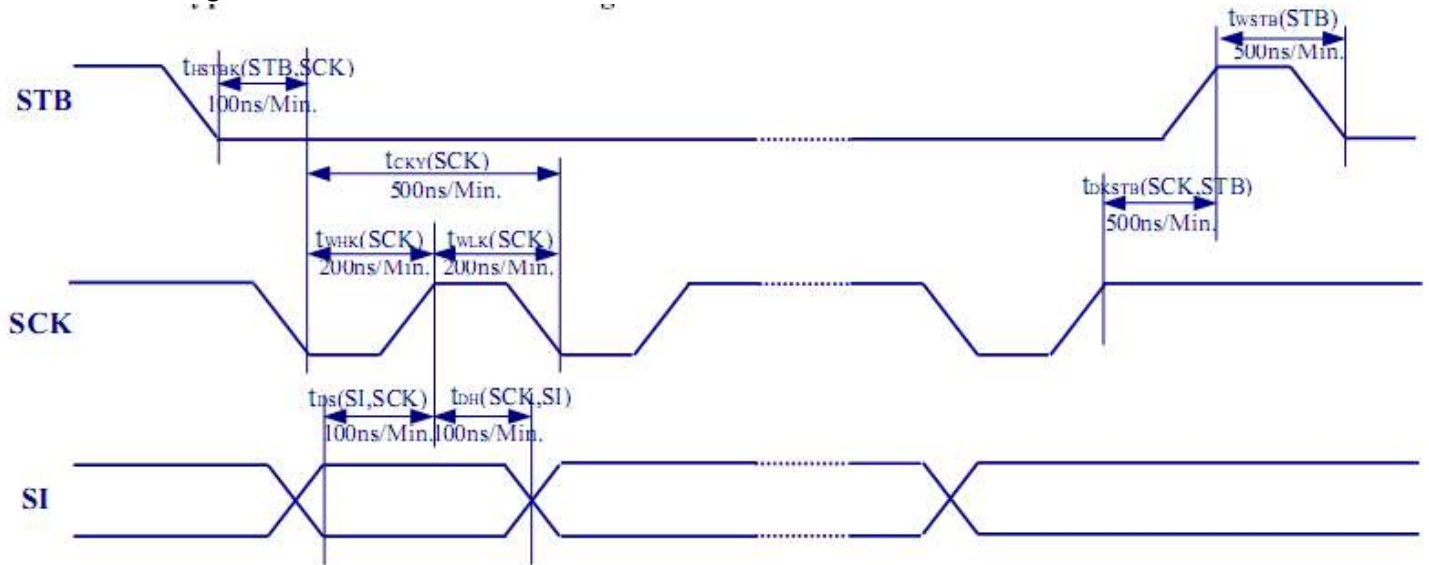 tWSTB(STB)
500ns/Min.
tHSTBK(STB,SCK)
100ns/Min.
STB
tCKY(SCK)
500ns/Min.
tDKSTB(SCK,STB)
500ns/Min.
tWHK(SCK) tWLK(SCK)
200ns/Min. 200ns/Min.
SCK
tDS(SI,SCK) tDH(SCK,SI)
100ns/Min. 100ns/Min.
SI